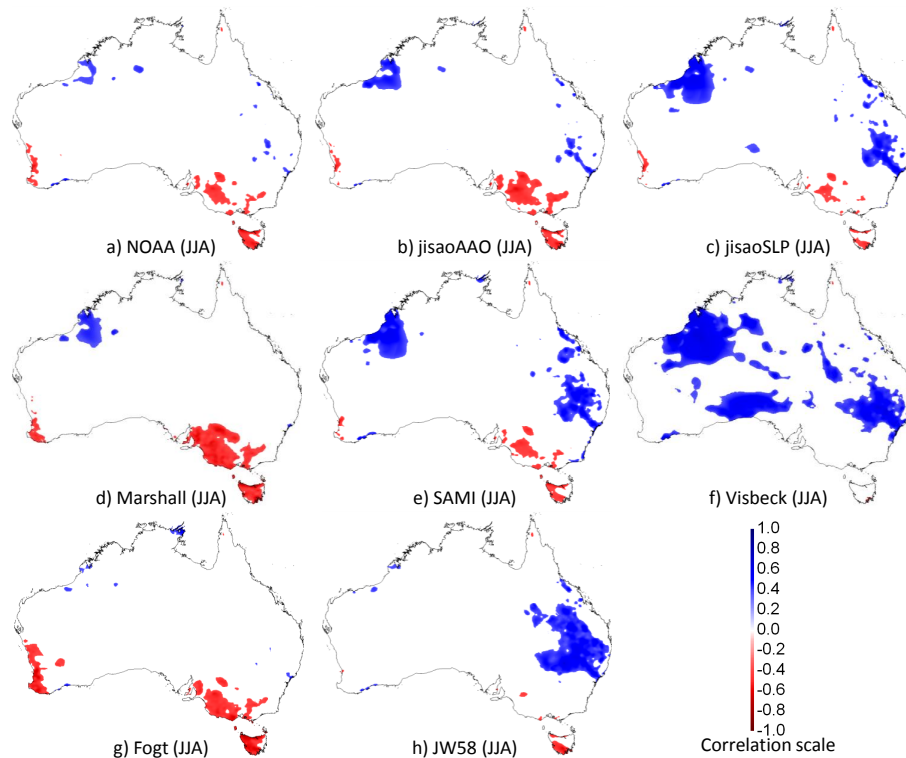 a) NOAA (JJA)
b) jisaoAAO (JJA)
c) jisaoSLP (JJA)
d) Marshall (JJA)
e) SAMI (JJA)
f) Visbeck (JJA)
g) Fogt (JJA)
h) JW58 (JJA)
1.0
0.8
0.6
0.4
0.2
0.0
-0.2
-0.4
-0.6
-0.8
-1.0
Correlation scale